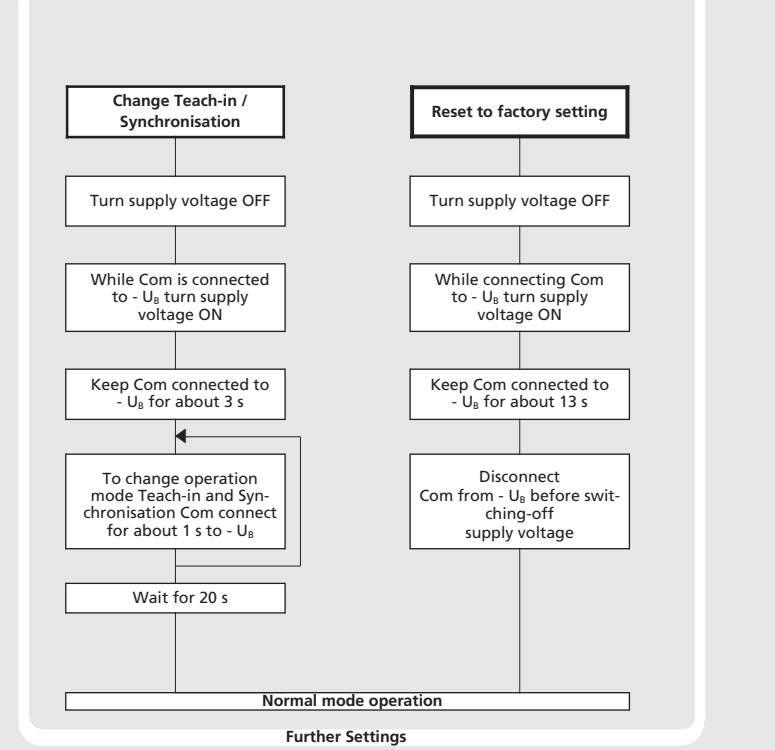 Change Teach-in /
Synchronisation
Turn supply voltage OFF
While Com is connected
to - U_B turn supply
voltage ON
Keep Com connected to
- U_B for about 3 s
To change operation
mode Teach-in and Syn-
chronisation Com connect
for about 1 s to - U_B
Wait for 20 s
Reset to factory setting
Turn supply voltage OFF
While connecting Com
to - U_B turn supply
voltage ON
Keep Com connected to
- U_B for about 13 s
Disconnect
Com from - U_B before swit-
ching-off
supply voltage
Normal mode operation
Further Settings